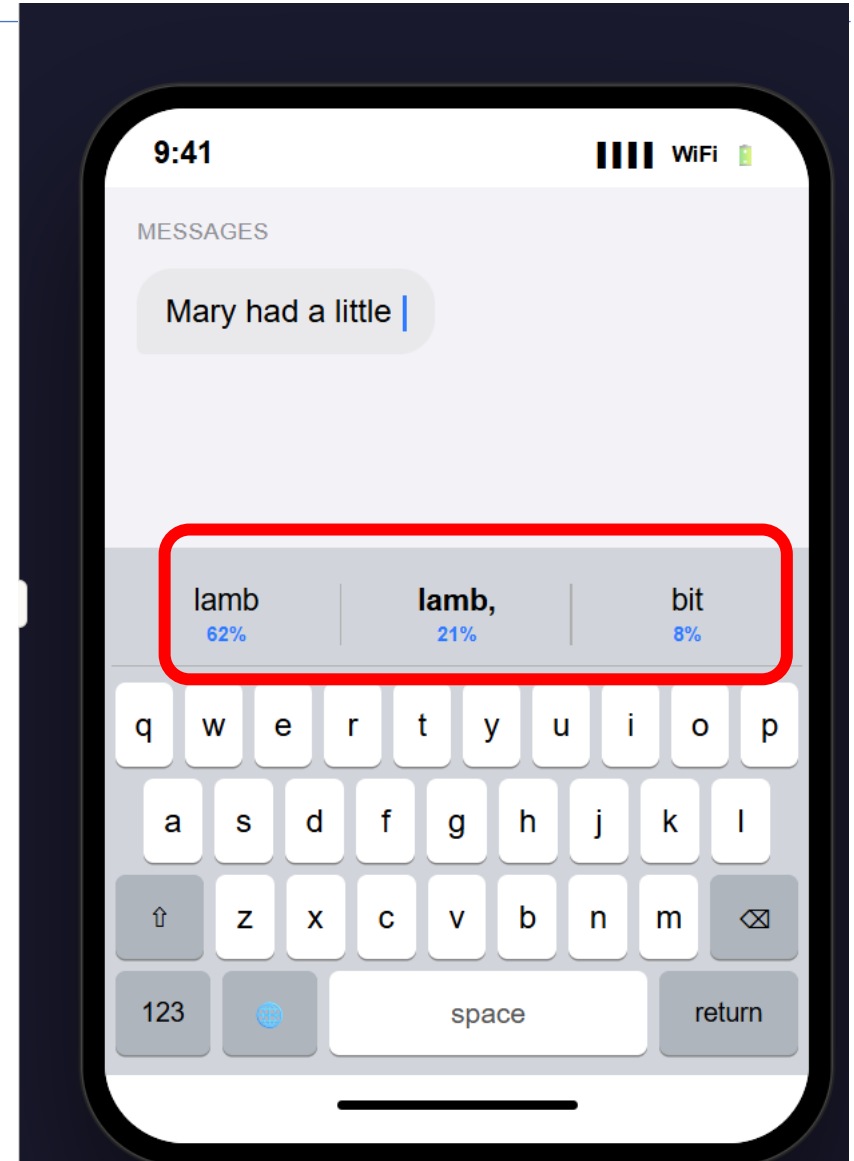 9:41 WiFi
MESSAGES
Mary had a little
lamb lamb, bit
62% 21% 8%
q w e r t y u i o p
a s d f g h j k l
⇧ z x c v b n m ⌫
123 space return